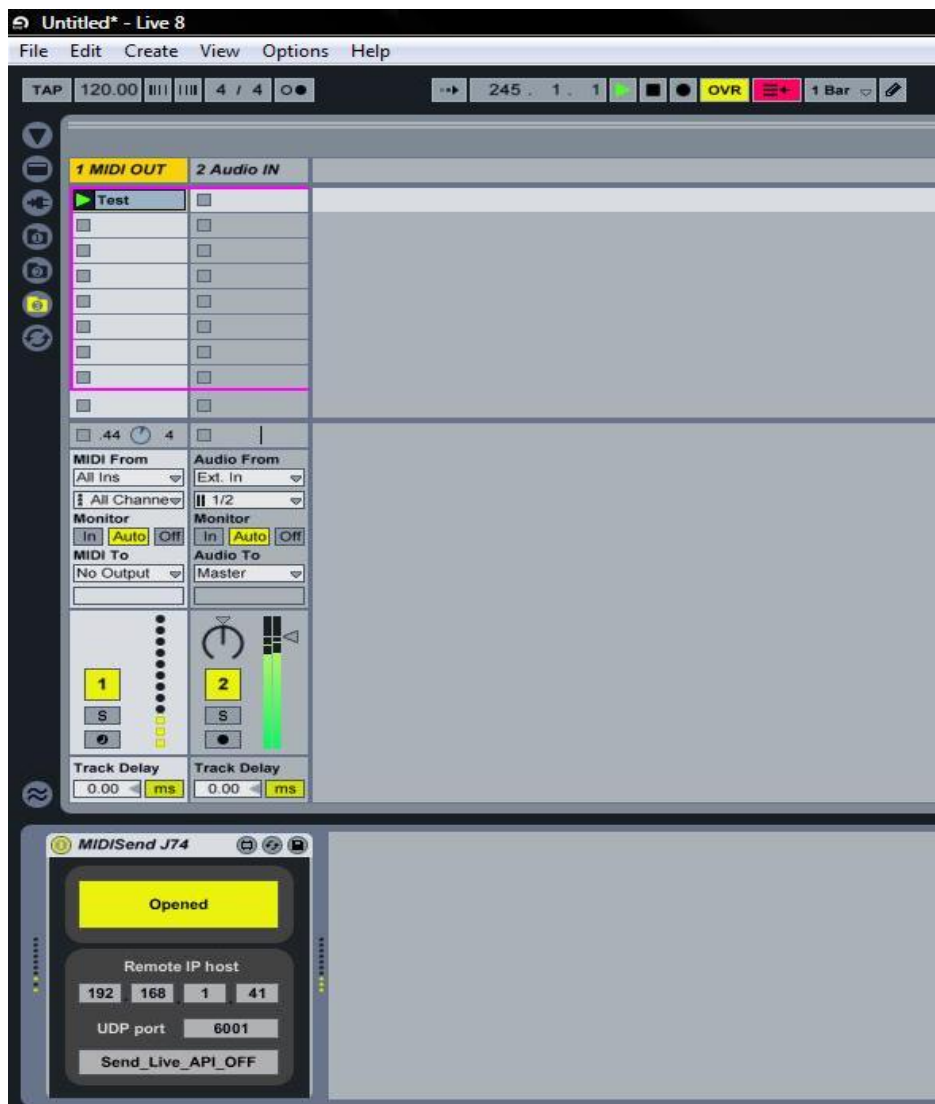 Untitled* - Live 8
File Edit Create View Options Help
TAP 120.00 4 / 4 245. 1. 1 OVR 1 Bar
1 MIDI OUT 2 Audio IN
Test
.44 4
MIDI From Audio From
All Ins Ext. In
All Channe 1/2
Monitor Monitor
In Auto Off In Auto Off
MIDI To Audio To
No Output Master
1 2
S S
Track Delay Track Delay
0.00 ms 0.00 ms
MIDISend J74
Opened
Remote IP host
192 . 168 . 1 . 41
UDP port 6001
Send_Live_API_OFF